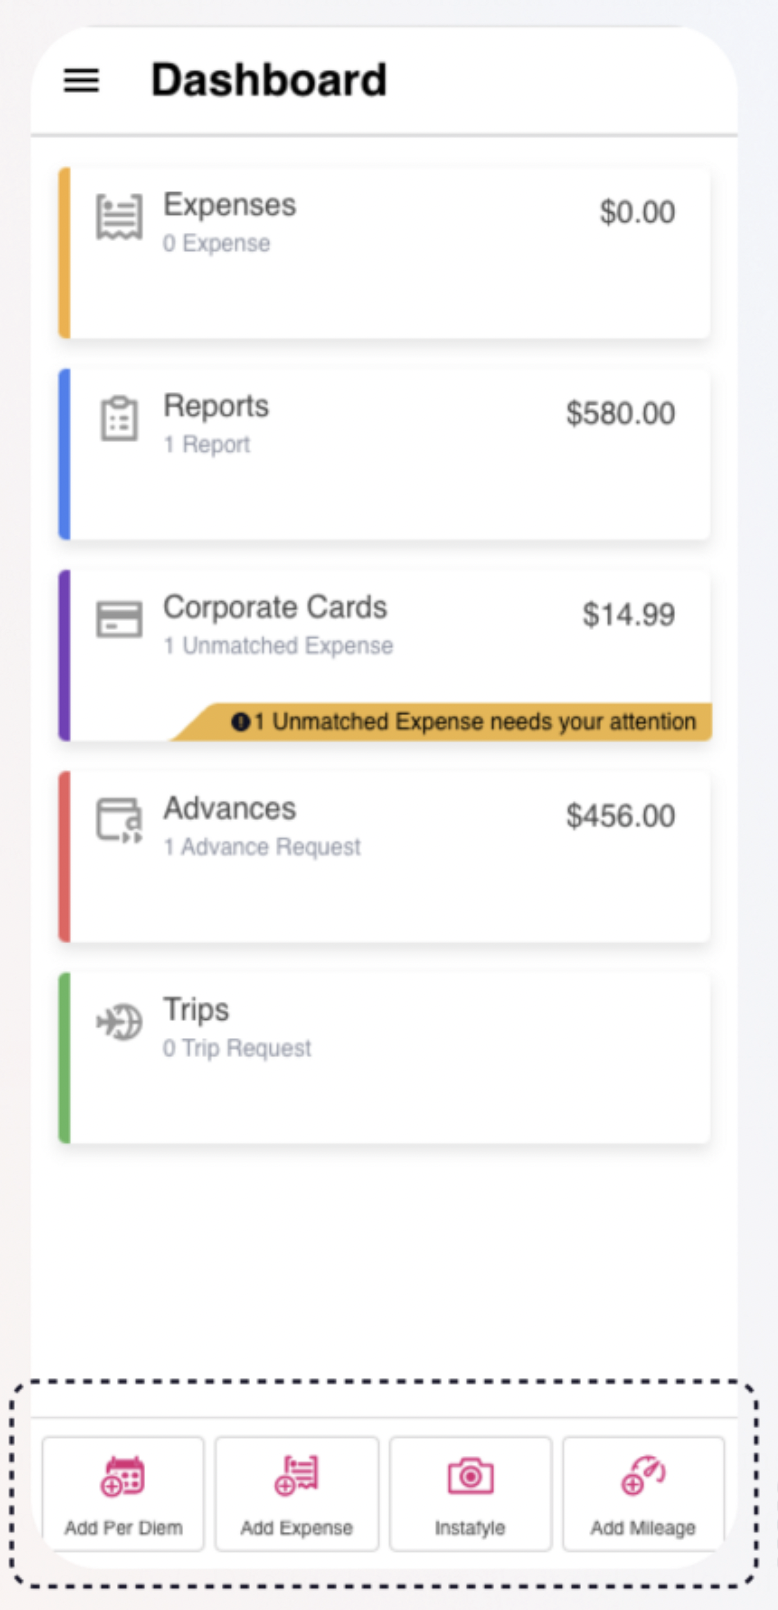 Dashboard
Expenses
$0.00
0 Expense
Reports
$580.00
1 Report
Corporate Cards
$14.99
1 Unmatched Expense
1 Unmatched Expense needs your attention
Advances
$456.00
1 Advance Request
Trips
0 Trip Request
Add Per Diem
Add Expense
Instafyle
Add Mileage